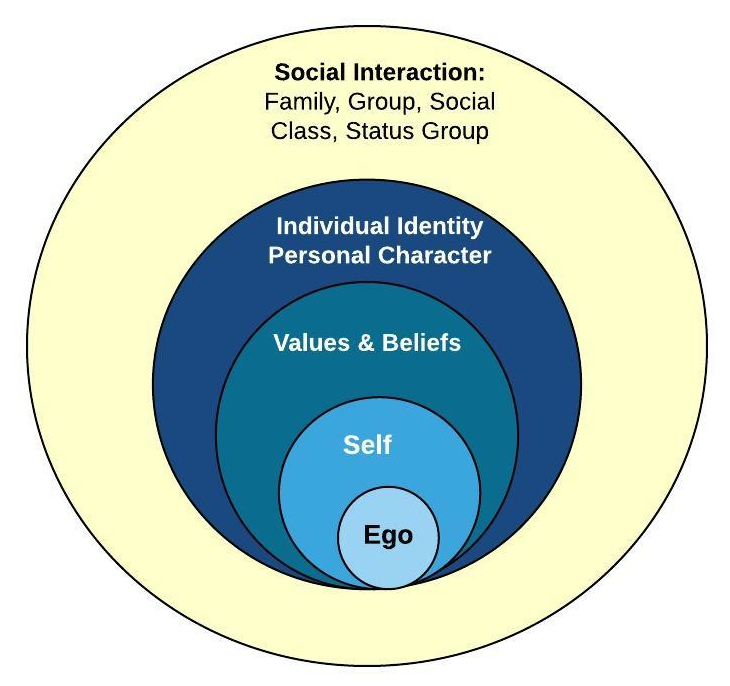 Social Interaction:
Family, Group, Social
Class, Status Group
Individual Identity
Personal Character
Values & Beliefs
Self
Ego